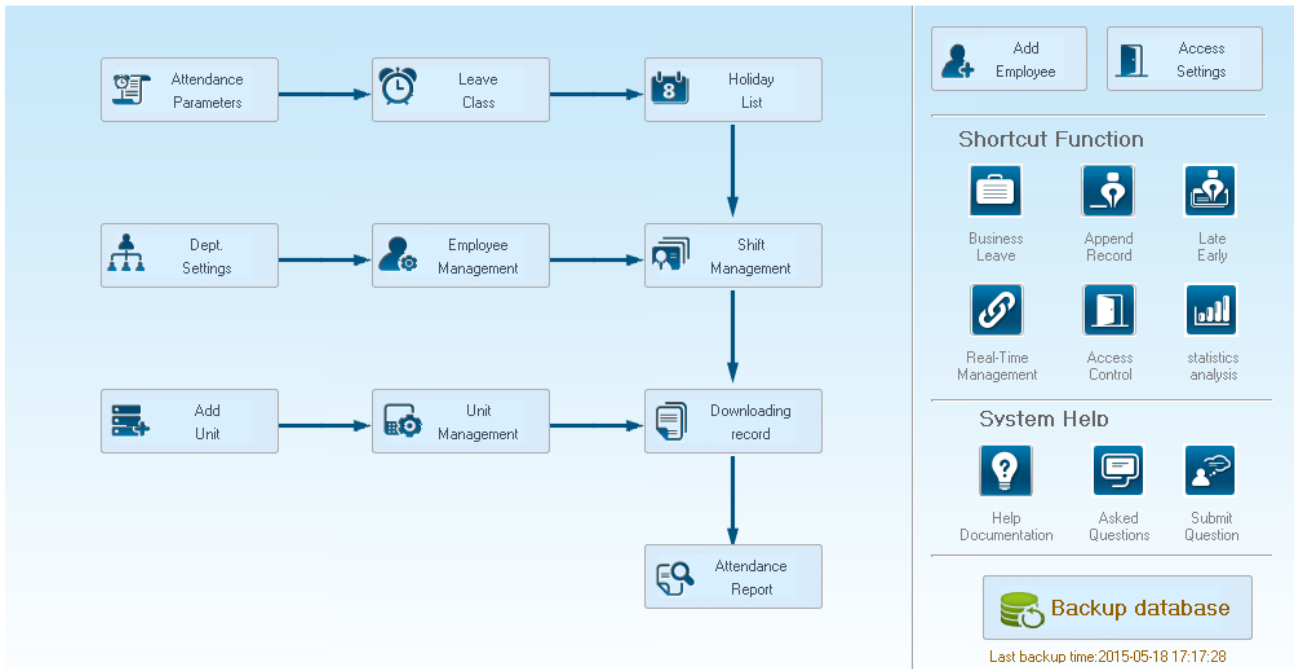 Attendance
Parameters
Leave
Class
8
Holiday
List
Dept.
Settings
Employee
Management
Shift
Management
Add
Unit
Unit
Management
Downloading
record
Attendance
Report
Add
Employee
Access
Settings
Shortcut Function
Business
Leave
Append
Record
Late
Early
Real-Time
Management
Access
Control
statistics
analysis
System Help
?
Help
Documentation
Asked
Questions
Submit
Question
Backup database
Last backup time:2015-05-18 17:17:28